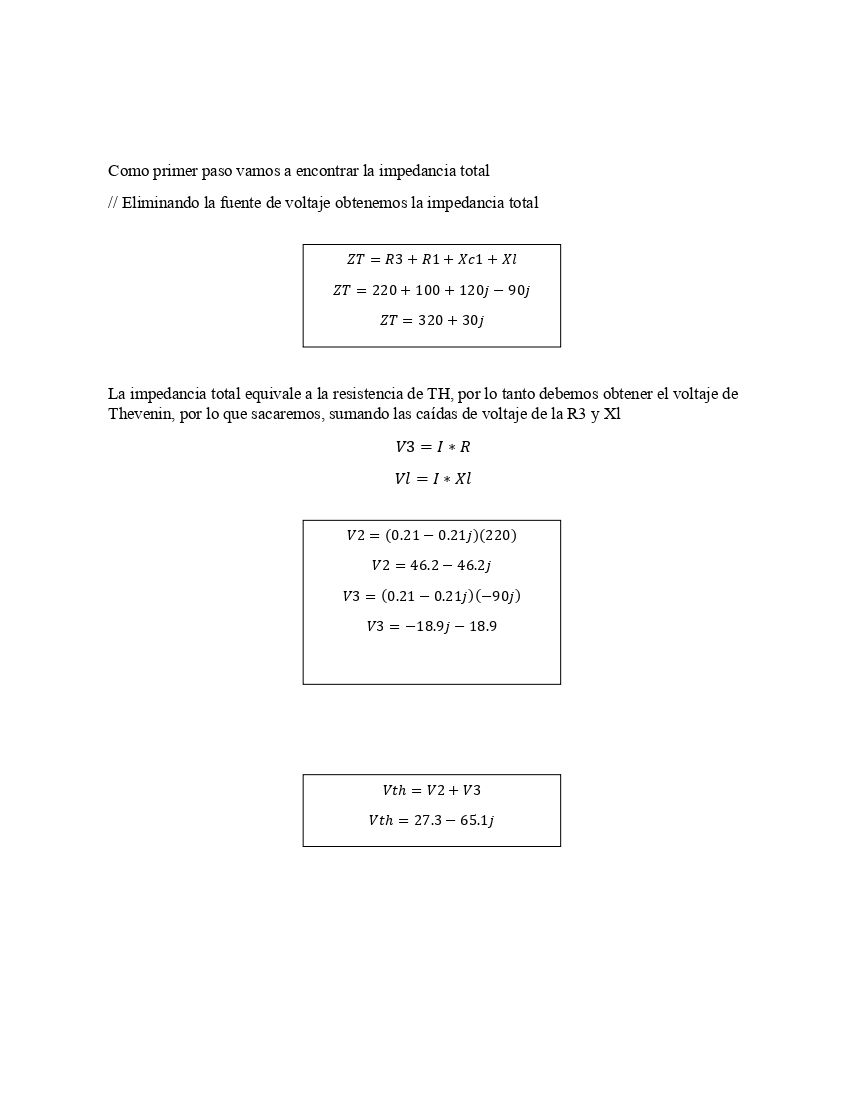 Como primer paso vamos a encontrar la impedancia total
// Eliminando la fuente de voltaje obtenemos la impedancia total
ZT = R3 + R1 + Xc1 + Xl
ZT = 220 + 100 + 120j − 90j
ZT = 320 + 30j
La impedancia total equivale a la resistencia de TH, por lo tanto debemos obtener el voltaje de
Thevenin, por lo que sacaremos, sumando las caídas de voltaje de la R3 y Xl
V3 = I ∗ R
Vl = I ∗ Xl
V2 = (0.21 − 0.21j)(220)
V2 = 46.2 − 46.2j
V3 = (0.21 − 0.21j)(−90j)
V3 = −18.9j − 18.9
Vth = V2 + V3
Vth = 27.3 − 65.1j